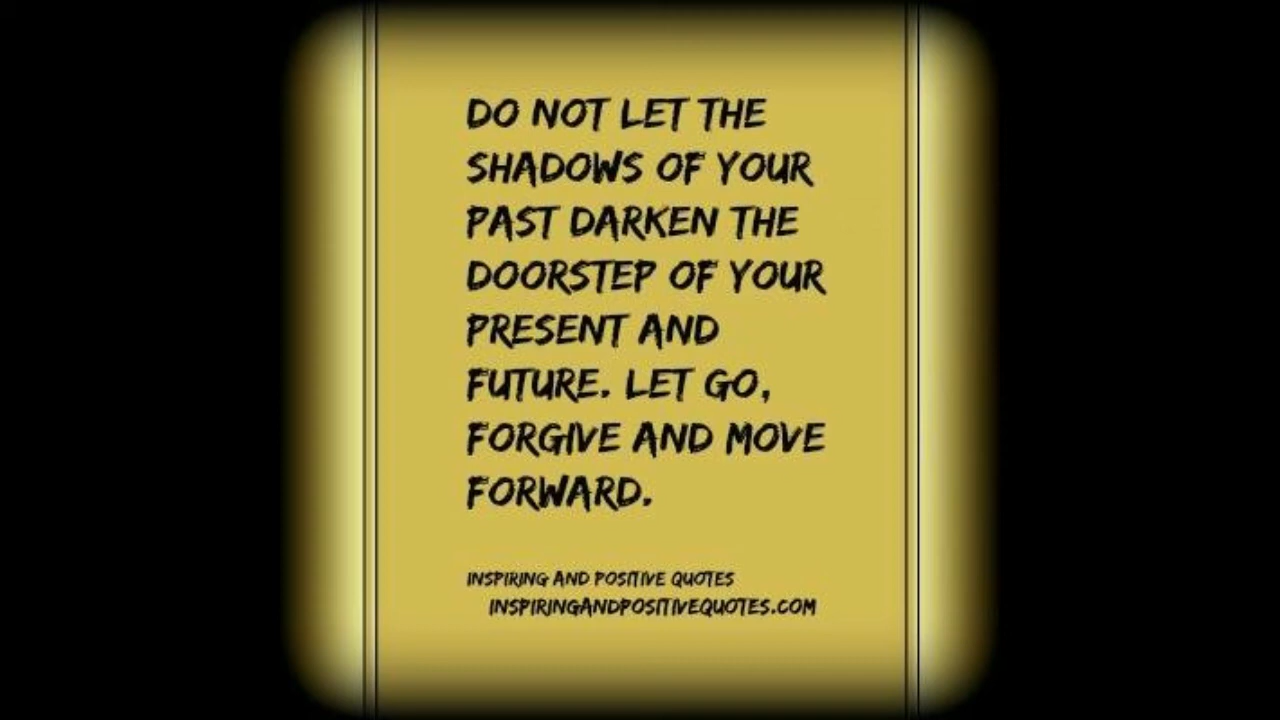 DO NOT LET THE
SHADOWS OF YOUR
PAST DARKEN THE
DOORSTEP OF YOUR
PRESENT AND
FUTURE. LET GO,
FORGIVE AND MOVE
FORWARD.
INSPIRING AND POSITIVE QUOTES
INSPIRINGANDPOSITIVEQUOTES.COM